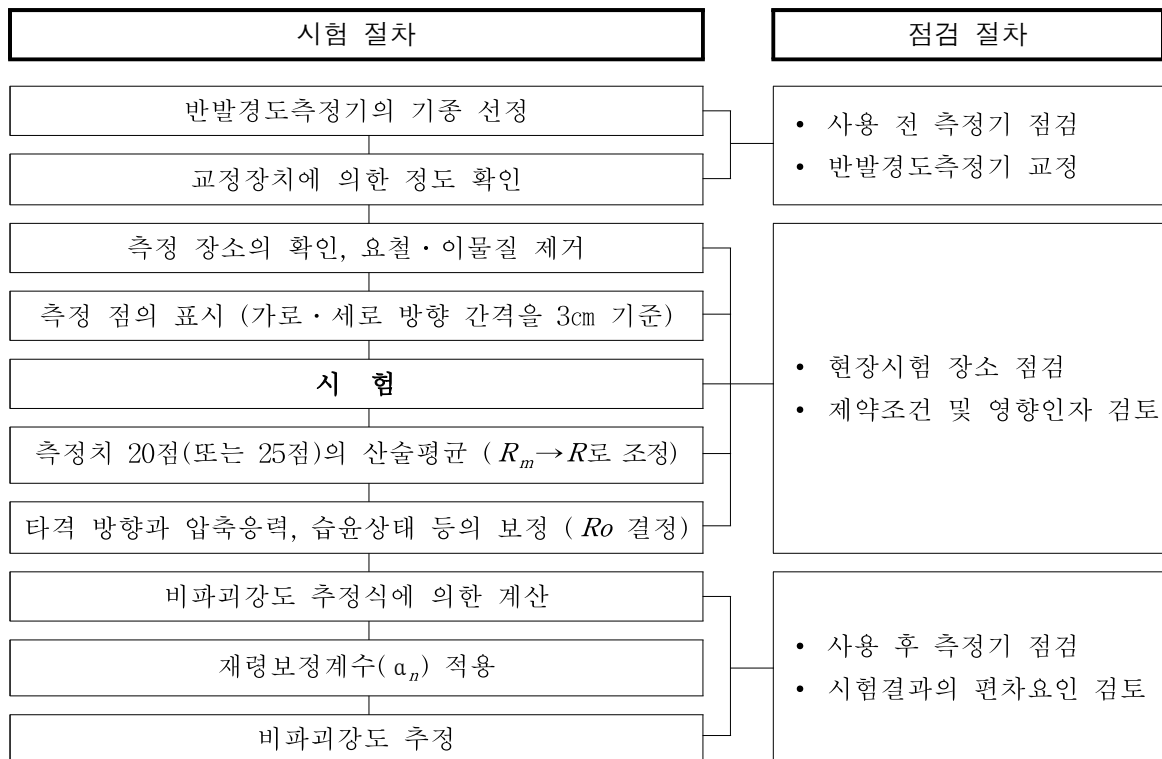 시험 절차
반발경도측정기의 기종 선정
교정장치에 의한 정도 확인
측정 장소의 확인, 요철·이물질 제거
측정 점의 표시 (가로·세로 방향 간격을 3㎝ 기준)
시 험
측정치 20점(또는 25점)의 산술평균 (Rm→R로 조정)
타격 방향과 압축응력, 습윤상태 등의 보정 (Ro 결정)
비파괴강도 추정식에 의한 계산
재령보정계수(αn) 적용
비파괴강도 추정
점검 절차
• 사용 전 측정기 점검
• 반발경도측정기 교정
• 현장시험 장소 점검
• 제약조건 및 영향인자 검토
• 사용 후 측정기 점검
• 시험결과의 편차요인 검토